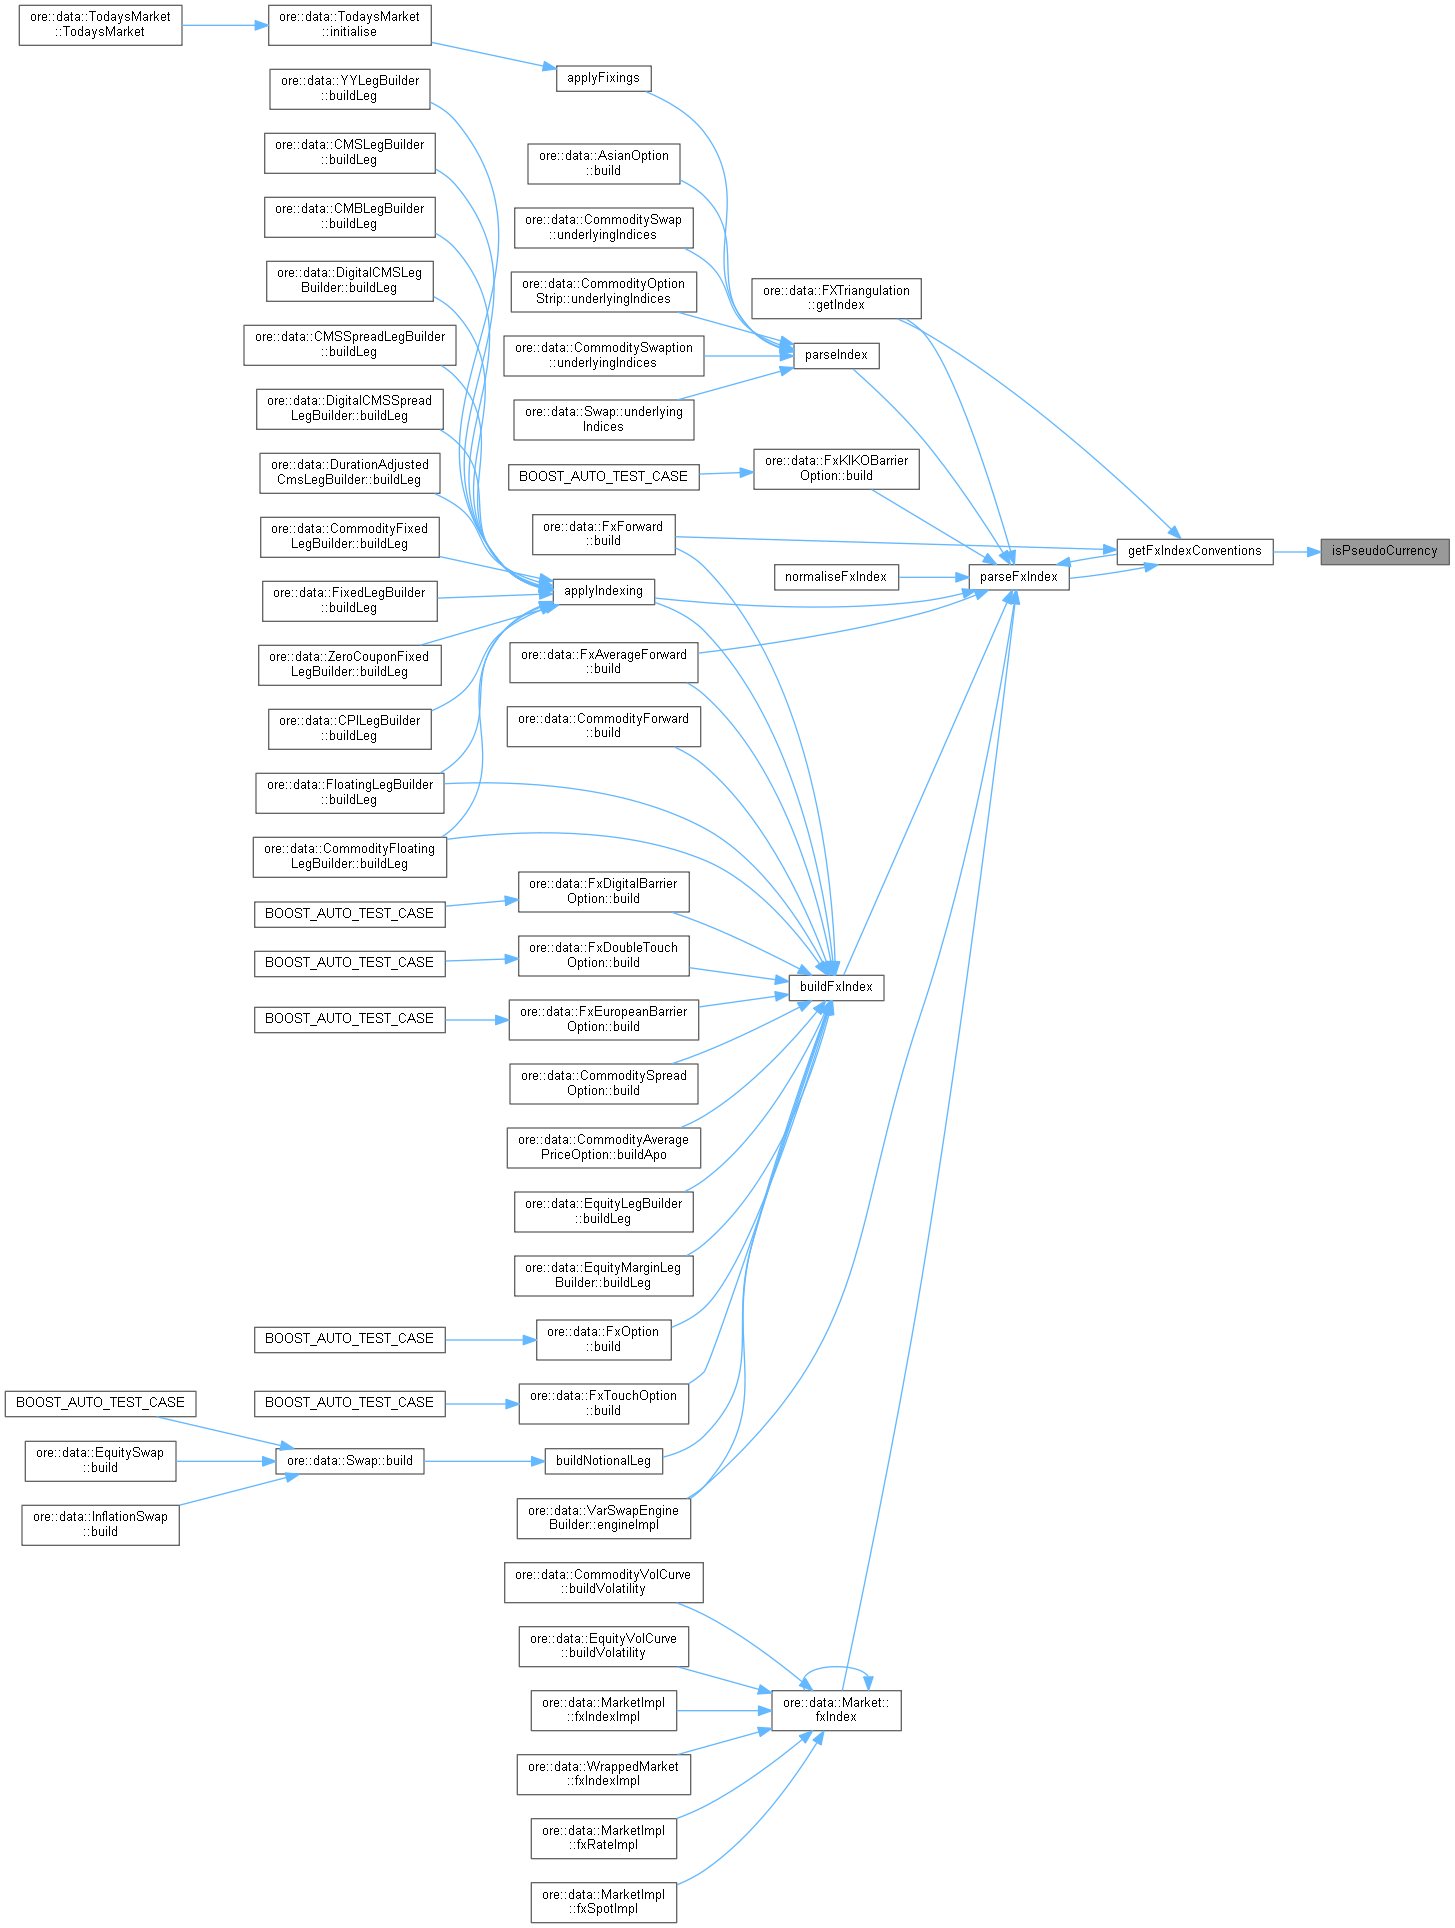 ore::data::TodaysMarket
::TodaysMarket
ore::data::TodaysMarket
::initialise
applyFixings
ore::data::YYLegBuilder
::buildLeg
ore::data::CMSLegBuilder
::buildLeg
ore::data::CMBLegBuilder
::buildLeg
ore::data::DigitalCMSLeg
Builder::buildLeg
ore::data::CMSSpreadLegBuilder
::buildLeg
ore::data::DigitalCMSSpread
LegBuilder::buildLeg
ore::data::DurationAdjusted
CmsLegBuilder::buildLeg
ore::data::CommodityFixed
LegBuilder::buildLeg
ore::data::FixedLegBuilder
::buildLeg
ore::data::ZeroCouponFixed
LegBuilder::buildLeg
ore::data::CPILegBuilder
::buildLeg
ore::data::FloatingLegBuilder
::buildLeg
ore::data::CommodityFloating
LegBuilder::buildLeg
BOOST_AUTO_TEST_CASE
BOOST_AUTO_TEST_CASE
BOOST_AUTO_TEST_CASE
BOOST_AUTO_TEST_CASE
BOOST_AUTO_TEST_CASE
BOOST_AUTO_TEST_CASE
ore::data::EquitySwap
::build
ore::data::InflationSwap
::build
ore::data::Swap::build
ore::data::AsianOption
::build
ore::data::CommoditySwap
::underlyingIndices
ore::data::CommodityOption
Strip::underlyingIndices
ore::data::CommoditySwaption
::underlyingIndices
ore::data::Swap::underlying
Indices
BOOST_AUTO_TEST_CASE
ore::data::FxForward
::build
applyIndexing
ore::data::FxAverageForward
::build
ore::data::CommodityForward
::build
ore::data::FxDigitalBarrier
Option::build
ore::data::FxDoubleTouch
Option::build
ore::data::FxEuropeanBarrier
Option::build
ore::data::CommoditySpread
Option::build
ore::data::CommodityAverage
PriceOption::buildApo
ore::data::EquityLegBuilder
::buildLeg
ore::data::EquityMarginLeg
Builder::buildLeg
ore::data::FxOption
::build
ore::data::FxTouchOption
::build
buildNotionalLeg
ore::data::VarSwapEngine
Builder::engineImpl
ore::data::CommodityVolCurve
::buildVolatility
ore::data::EquityVolCurve
::buildVolatility
ore::data::MarketImpl
::fxIndexImpl
ore::data::WrappedMarket
::fxIndexImpl
ore::data::MarketImpl
::fxRateImpl
ore::data::MarketImpl
::fxSpotImpl
ore::data::FXTriangulation
::getIndex
parseIndex
ore::data::FxKIKOBarrier
Option::build
normaliseFxIndex
buildFxIndex
ore::data::Market::
fxIndex
parseFxIndex
getFxIndexConventions
isPseudoCurrency